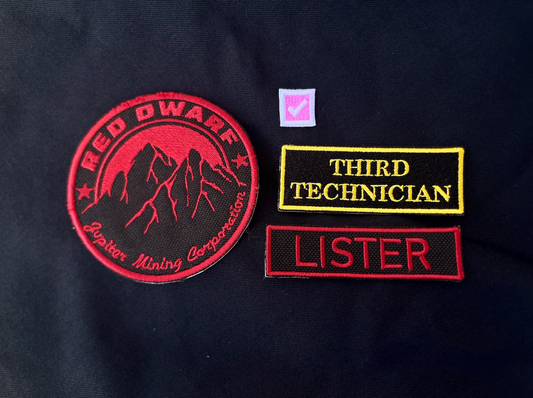 RED DWARF
Jupiter Mining Corporation
THIRD
TECHNICIAN
LISTER